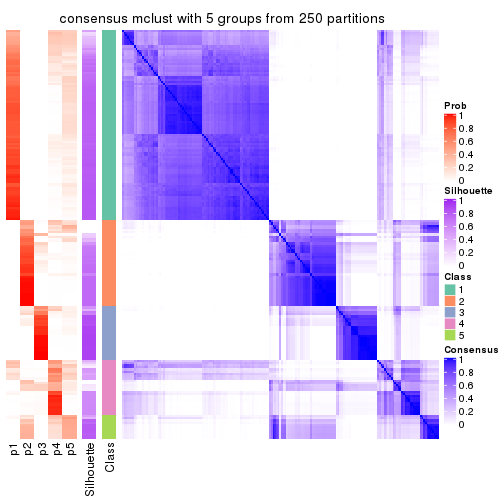 consensus mclust with 5 groups from 250 partitions
Prob
1
0.8
0.6
0.4
0.2
0
Silhouette
1
0.8
0.6
0.4
0.2
0
Class
1
2
3
4
5
Consensus
1
0.8
0.6
0.4
0.2
0
p1
p2
p3
p4
p5
Silhouette
Class